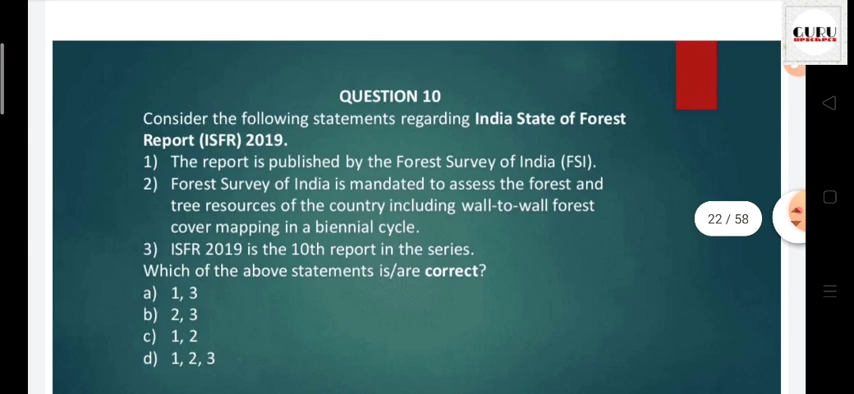 GURU
UPSC&PCS
QUESTION 10
Consider the following statements regarding India State of Forest
Report (ISFR) 2019.
1) The report is published by the Forest Survey of India (FSI).
2) Forest Survey of India is mandated to assess the forest and
tree resources of the country including wall-to-wall forest
cover mapping in a biennial cycle.
22 / 58
3) ISFR 2019 is the 10th report in the series.
Which of the above statements is/are correct?
a) 1, 3
b) 2, 3
c) 1, 2
d) 1, 2, 3